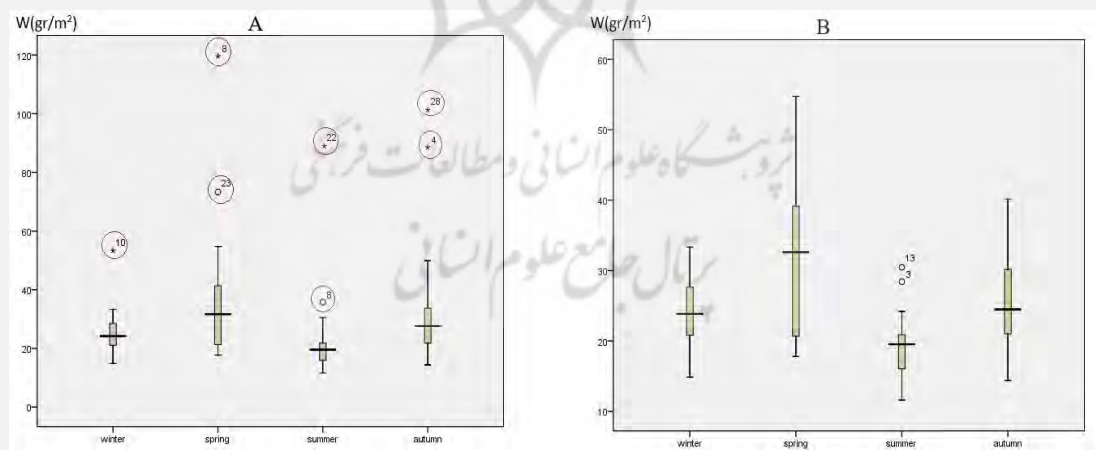 W(gr/m²)
A
120
100
80
60
40
20
0
8
23
10
22
8
28
4
winter
spring
summer
autumn
W(gr/m²)
B
60
50
40
30
20
10
13
3
winter
spring
summer
autumn
پژوهشگاه علوم انسانی و مطالعات فرهنگی
پرتال جامع علوم انسانی